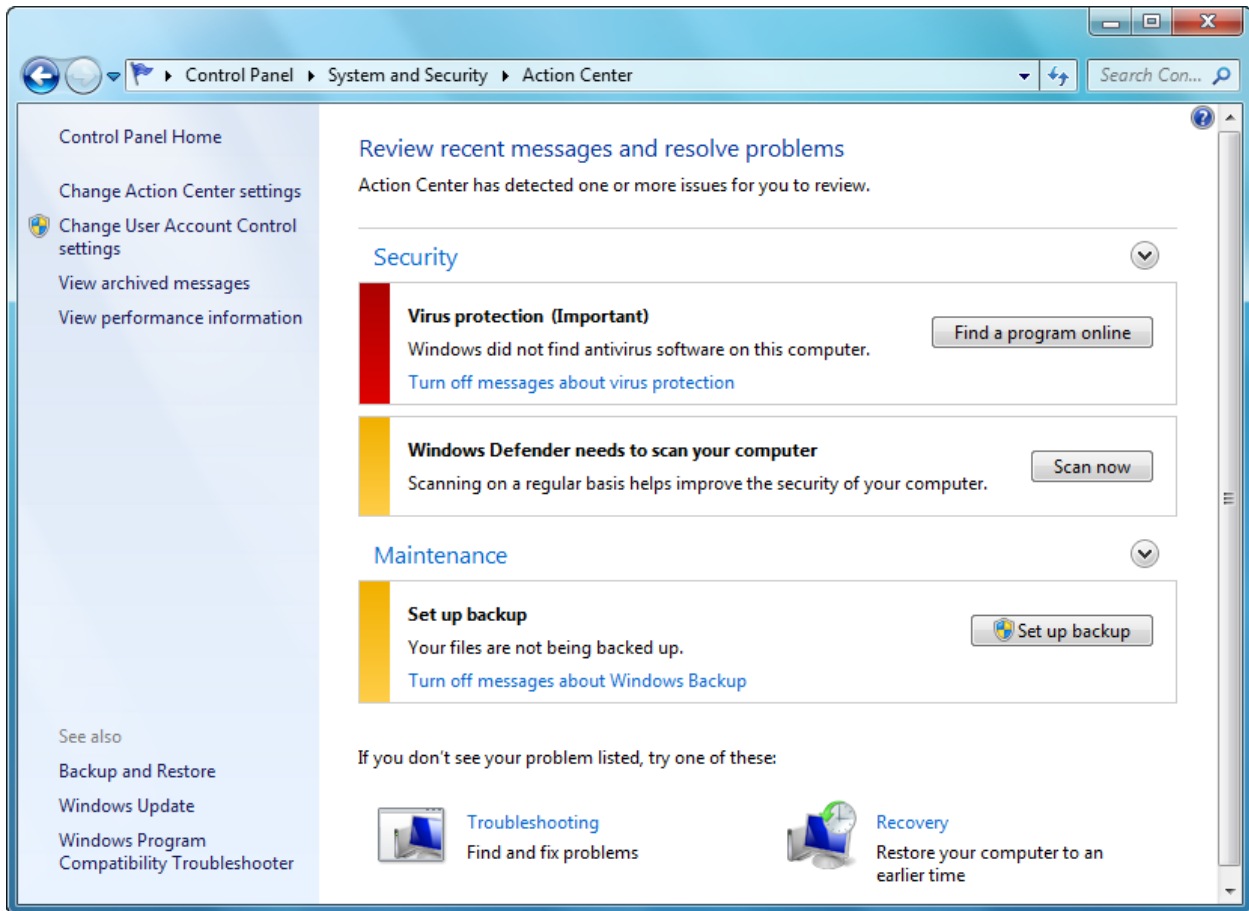 Control Panel ▸ System and Security ▸ Action Center
Search Con...
Control Panel Home
Change Action Center settings
Change User Account Control
settings
View archived messages
View performance information
See also
Backup and Restore
Windows Update
Windows Program
Compatibility Troubleshooter
Review recent messages and resolve problems
Action Center has detected one or more issues for you to review.
Security
Virus protection (Important)
Windows did not find antivirus software on this computer.
Turn off messages about virus protection
Find a program online
Windows Defender needs to scan your computer
Scanning on a regular basis helps improve the security of your computer.
Scan now
Maintenance
Set up backup
Your files are not being backed up.
Turn off messages about Windows Backup
Set up backup
If you don't see your problem listed, try one of these:
Troubleshooting
Find and fix problems
Recovery
Restore your computer to an
earlier time